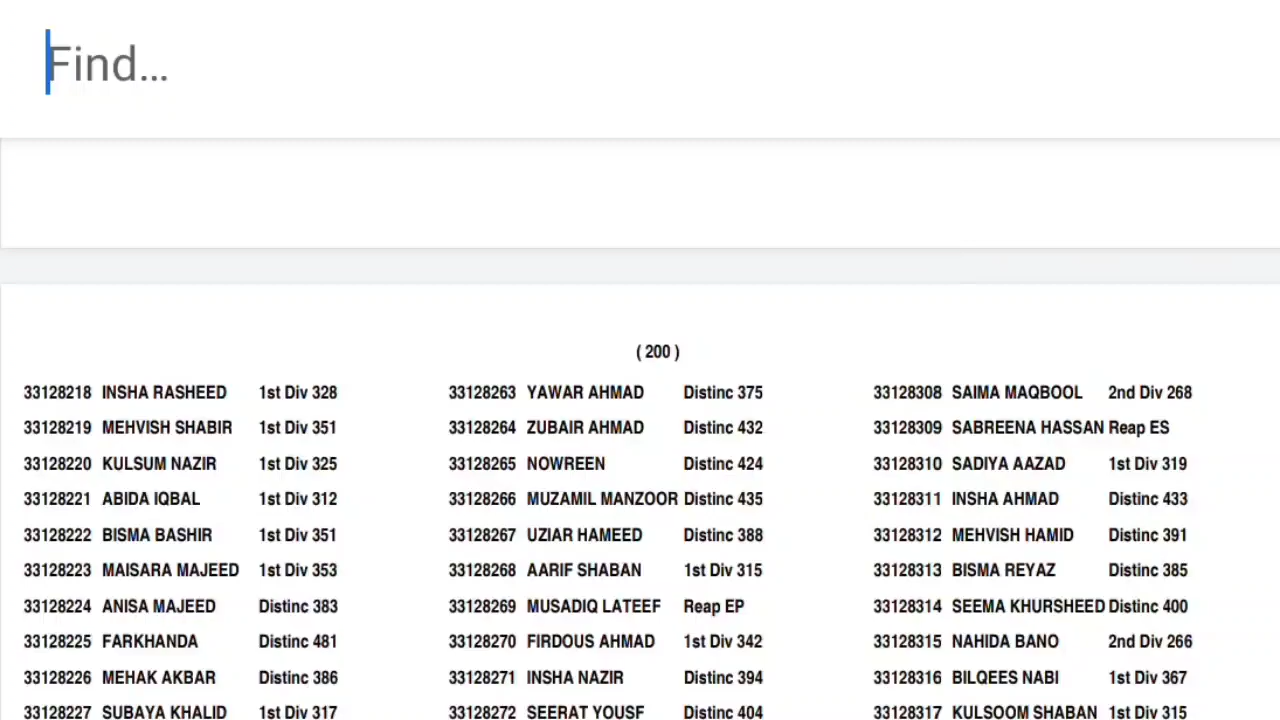 Find...
( 200 )
33128218 INSHA RASHEED 1st Div 328 33128263 YAWAR AHMAD Distinc 375 33128308 SAIMA MAQBOOL 2nd Div 268
33128219 MEHVISH SHABIR 1st Div 351 33128264 ZUBAIR AHMAD Distinc 432 33128309 SABREENA HASSAN Reap ES
33128220 KULSUM NAZIR 1st Div 325 33128265 NOWREEN Distinc 424 33128310 SADIYA AAZAD 1st Div 319
33128221 ABIDA IQBAL 1st Div 312 33128266 MUZAMIL MANZOOR Distinc 435 33128311 INSHA AHMAD Distinc 433
33128222 BISMA BASHIR 1st Div 351 33128267 UZIAR HAMEED Distinc 388 33128312 MEHVISH HAMID Distinc 391
33128223 MAISARA MAJEED 1st Div 353 33128268 AARIF SHABAN 1st Div 315 33128313 BISMA REYAZ Distinc 385
33128224 ANISA MAJEED Distinc 383 33128269 MUSADIQ LATEEF Reap EP 33128314 SEEMA KHURSHEED Distinc 400
33128225 FARKHANDA Distinc 481 33128270 FIRDOUS AHMAD 1st Div 342 33128315 NAHIDA BANO 2nd Div 266
33128226 MEHAK AKBAR Distinc 386 33128271 INSHA NAZIR Distinc 394 33128316 BILQEES NABI 1st Div 367
33128227 SUBAYA KHALID 1st Div 317 33128272 SEERAT YOUSF Distinc 404 33128317 KULSOOM SHABAN 1st Div 315